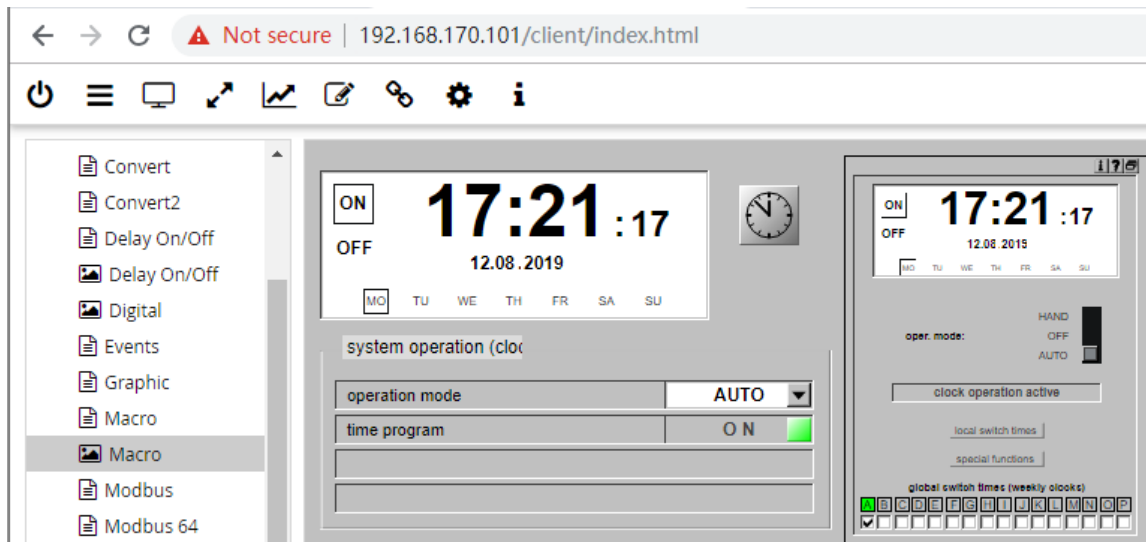 Not secure | 192.168.170.101/client/index.html
Convert
Convert2
Delay On/Off
Delay On/Off
Digital
Events
Graphic
Macro
Macro
Modbus
Modbus 64
ON
OFF
17:21:17
12.08.2019
MO TU WE TH FR SA SU
system operation (cloc
operation mode AUTO
time program ON
ON
OFF
17:21:17
12.08.2019
MO TU WE TH FR SA SU
oper. mode:
HAND
OFF
AUTO
clock operation active
local switch times
special functions
global switch times (weekly clocks)
A B C D E F G H I J K L M N O P